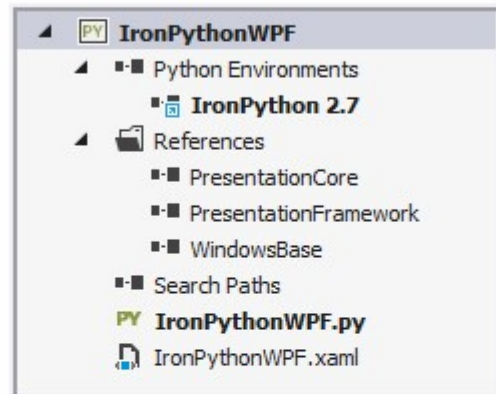 PY IronPythonWPF
Python Environments
IronPython 2.7
References
PresentationCore
PresentationFramework
WindowsBase
Search Paths
PY IronPythonWPF.py
IronPythonWPF.xaml